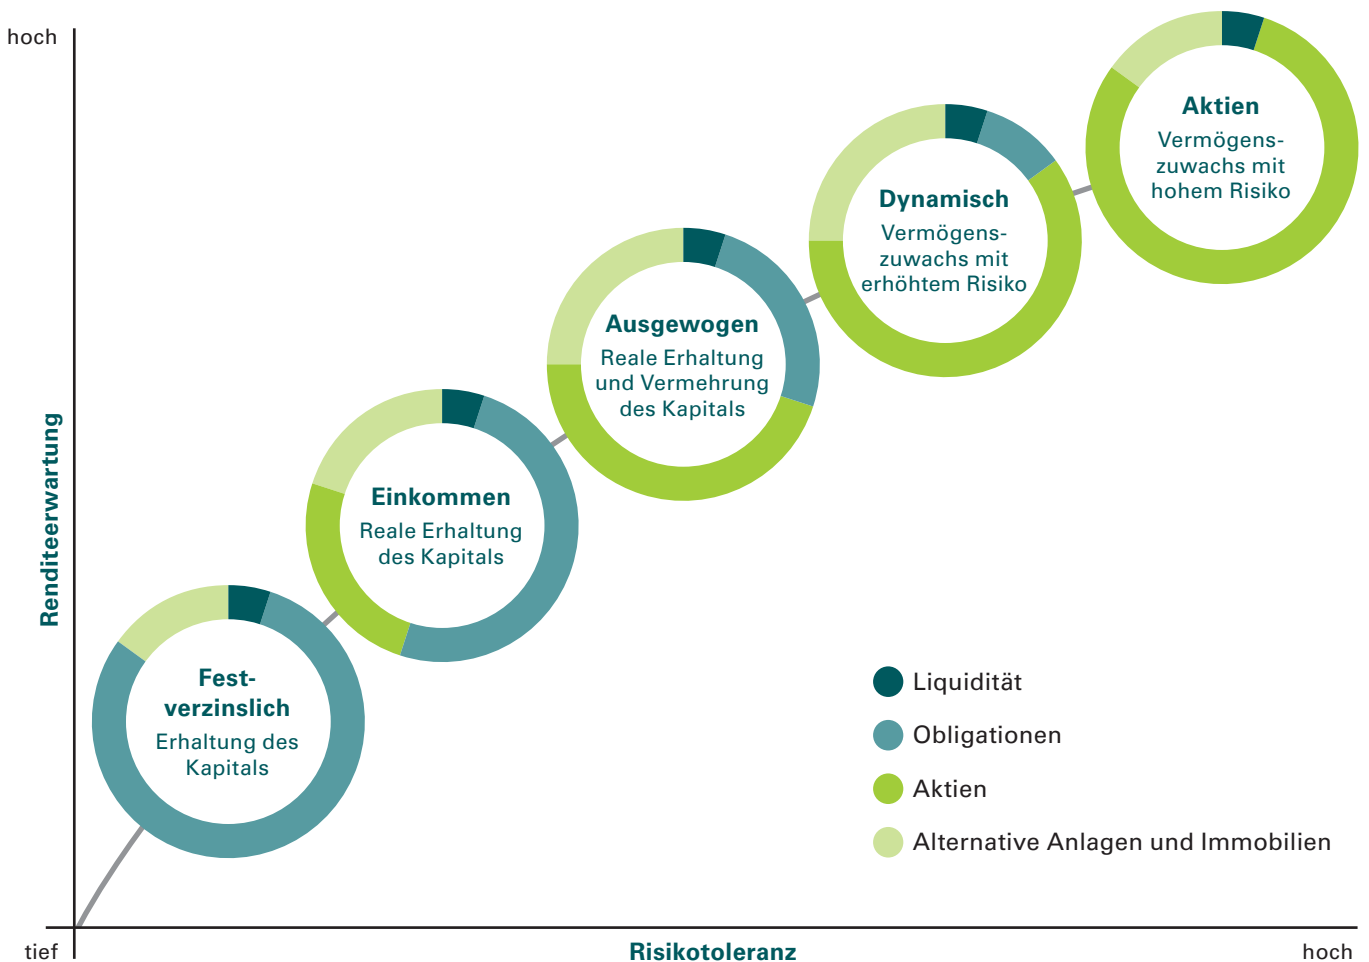 hoch
Aktien
Vermögens-
zuwachs mit
hohem Risiko
Dynamisch
Vermögens-
zuwachs mit
erhöhtem Risiko
Ausgewogen
Reale Erhaltung
und Vermehrung
des Kapitals
Einkommen
Reale Erhaltung
des Kapitals
Fest-
verzinslich
Erhaltung des
Kapitals
Renditeerwartung
Liquidität
Obligationen
Aktien
Alternative Anlagen und Immobilien
tief
Risikotoleranz
hoch